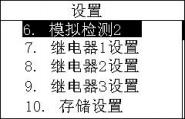 设置
6. 模拟检测2
7. 继电器1设置
8. 继电器2设置
9. 继电器3设置
10. 存储设置